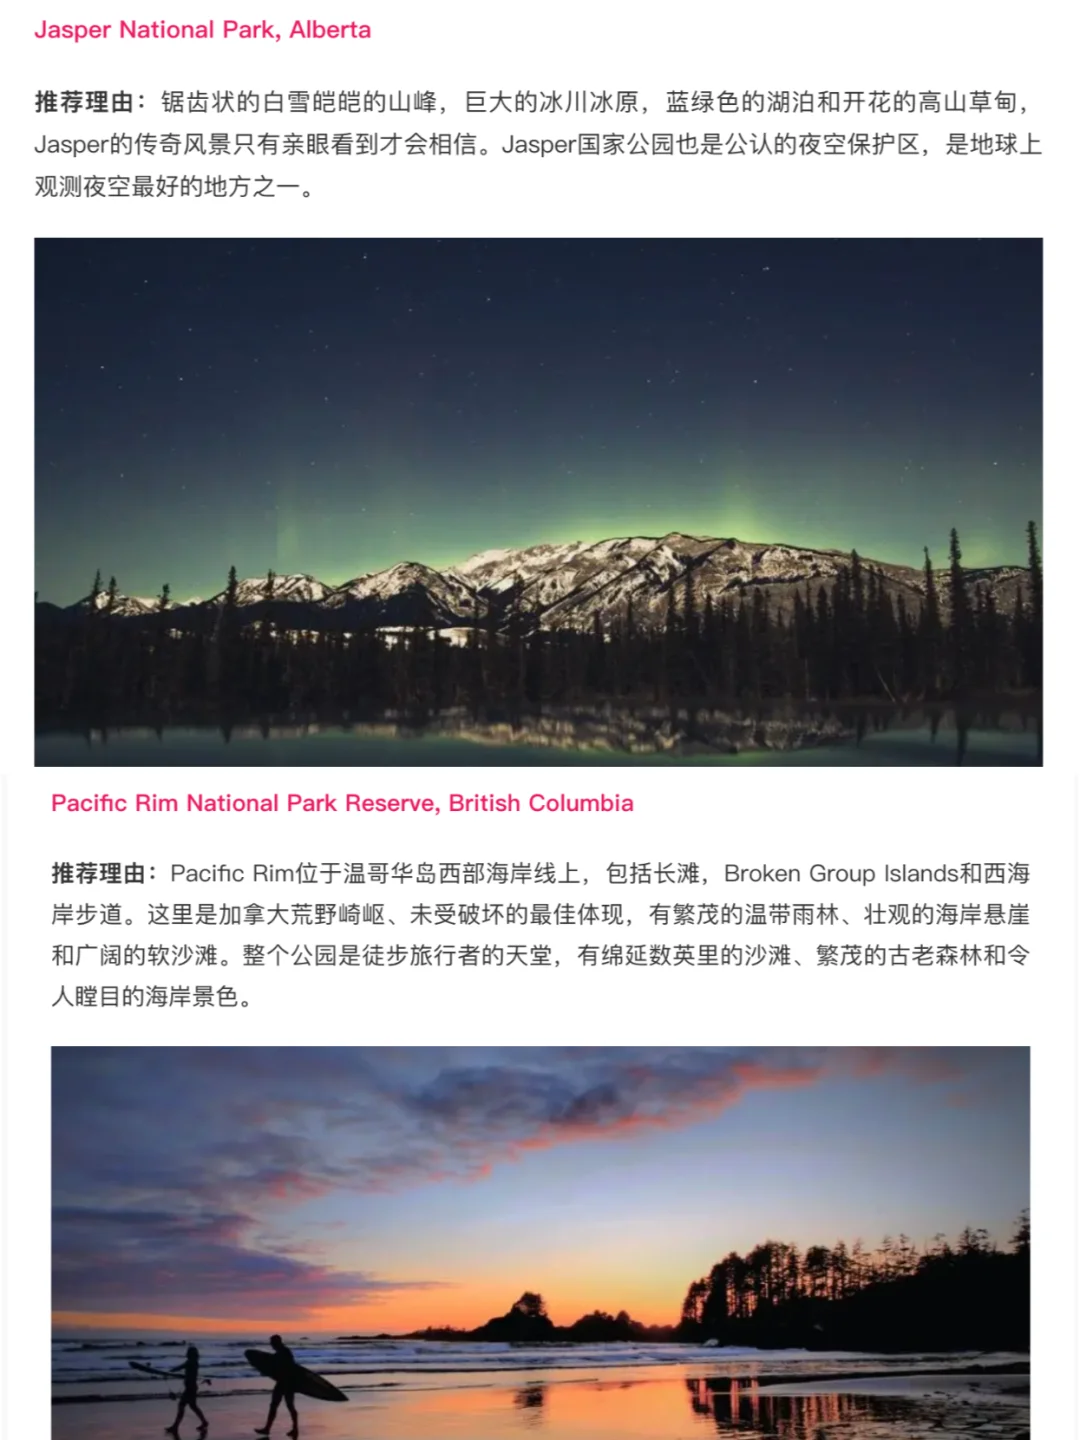 Jasper National Park, Alberta
推荐理由：锯齿状的白雪皑皑的山峰，巨大的冰川冰原，蓝绿色的湖泊和开花的高山草甸，
Jasper的传奇风景只有亲眼看到才会相信。Jasper国家公园也是公认的夜空保护区，是地球上
观测夜空最好的地方之一。
Pacific Rim National Park Reserve, British Columbia
推荐理由：Pacific Rim位于温哥华岛西部海岸线上，包括长滩，Broken Group Islands和西海
岸步道。这里是加拿大荒野崎岖、未受破坏的最佳体现，有繁茂的温带雨林、壮观的海岸悬崖
和广阔的软沙滩。整个公园是徒步旅行者的天堂，有绵延数英里的沙滩、繁茂的古老森林和令
人瞠目的海岸景色。